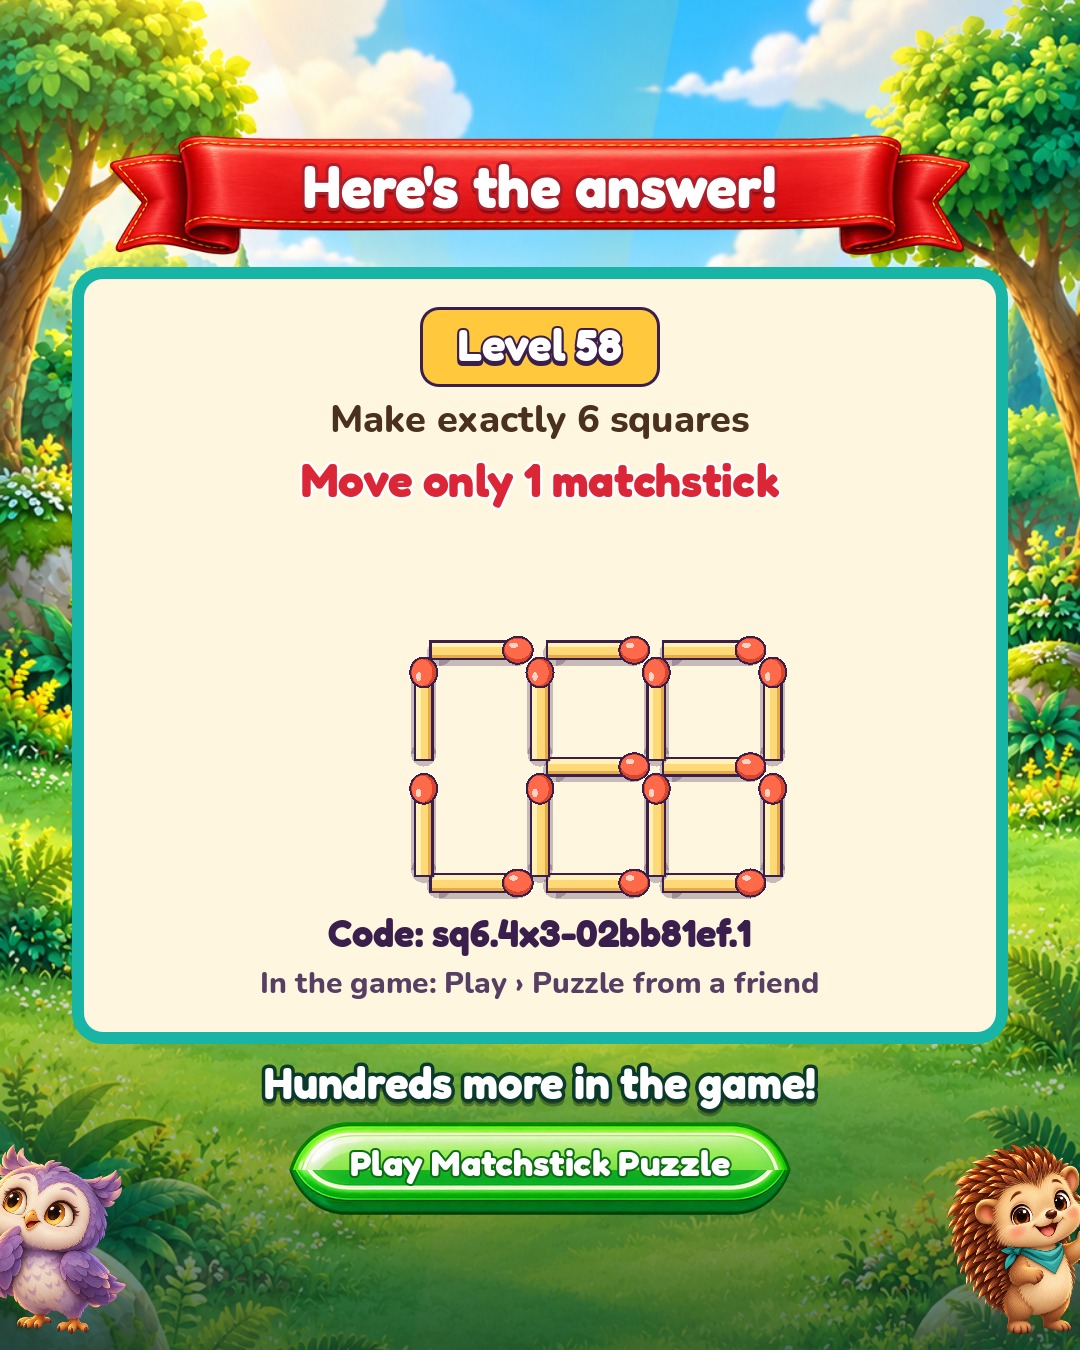 Here's the answer!
Level 58
Make exactly 6 squares
Move only 1 matchstick
Code: sq6.4x3-02bb81ef.1
In the game: Play › Puzzle from a friend
Hundreds more in the game!
Play Matchstick Puzzle